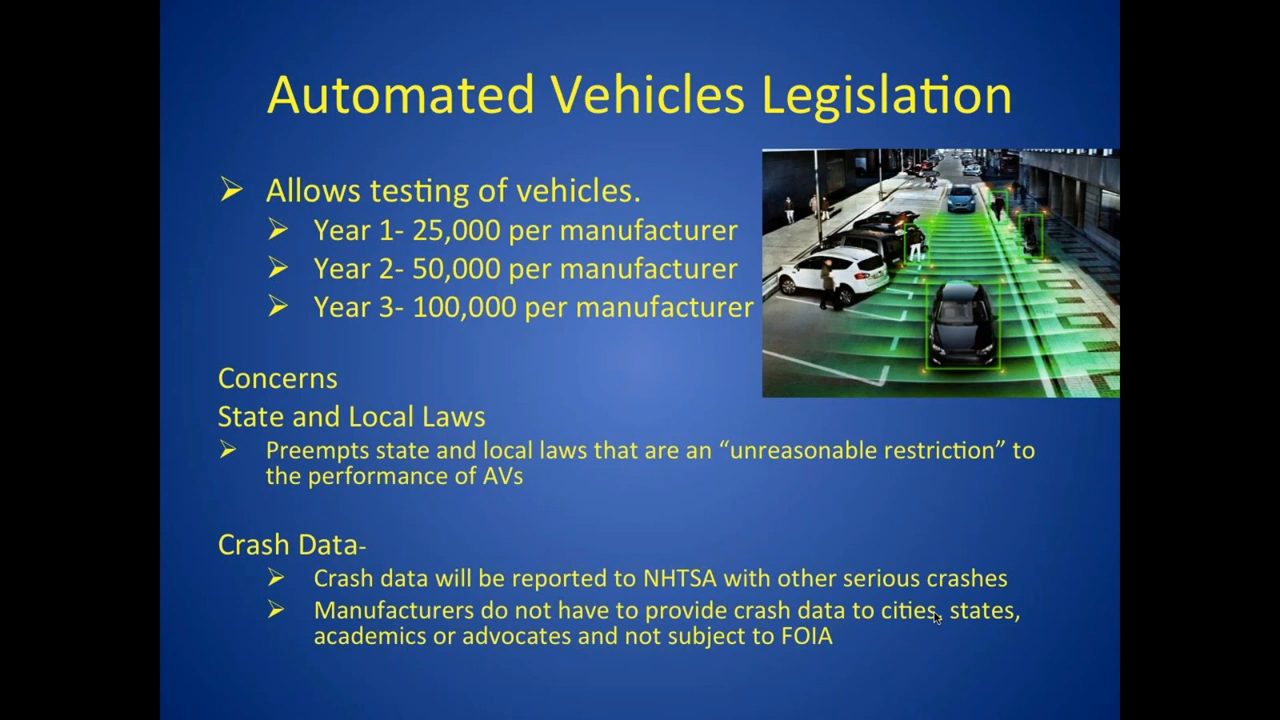 Automated Vehicles Legislation
Allows testing of vehicles.
Year 1- 25,000 per manufacturer
Year 2- 50,000 per manufacturer
Year 3- 100,000 per manufacturer
Concerns
State and Local Laws
Preempts state and local laws that are an “unreasonable restriction” to
the performance of AVs
Crash Data-
Crash data will be reported to NHTSA with other serious crashes
Manufacturers do not have to provide crash data to cities, states,
academics or advocates and not subject to FOIA